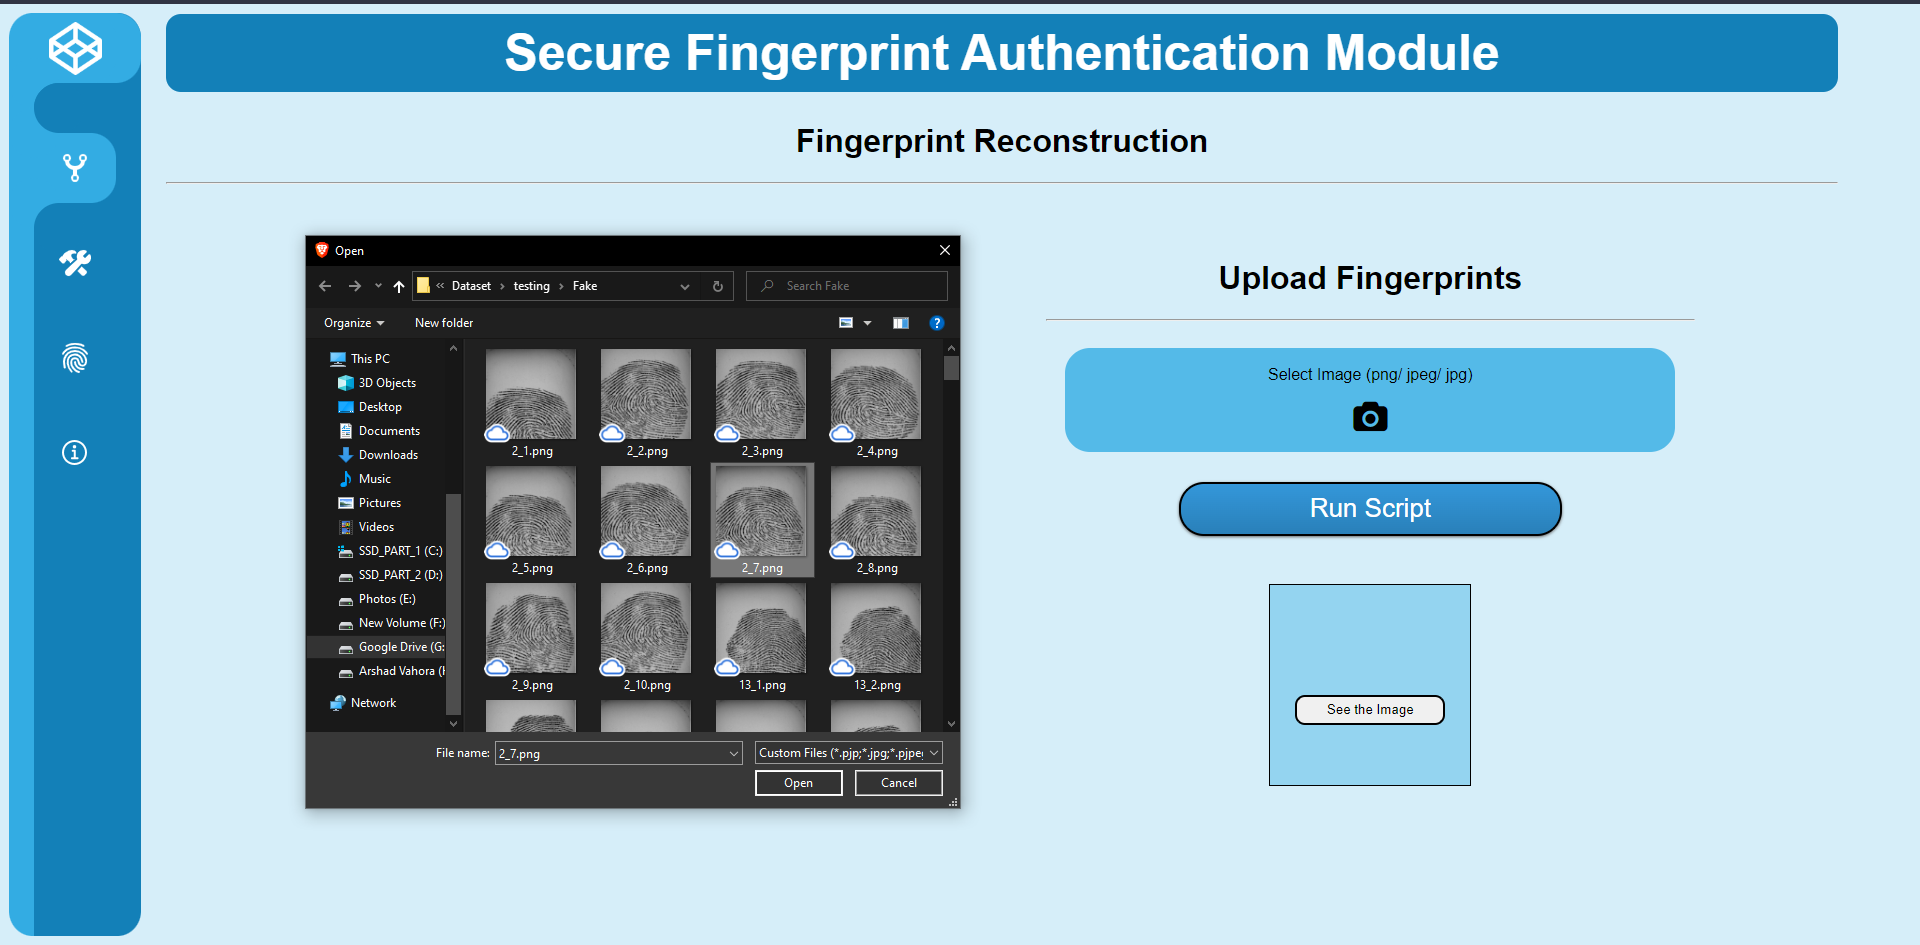 Secure Fingerprint Authentication Module
Fingerprint Reconstruction
Open
« Dataset › testing › Fake
Search Fake
Organize
New folder
?
This PC
3D Objects
Desktop
Documents
Downloads
Music
Pictures
Videos
SSD_PART_1 (C:)
SSD_PART_2 (D:)
Photos (E:)
New Volume (F:)
Google Drive (G:
Arshad Vahora (H
Network
2_1.png
2_2.png
2_3.png
2_4.png
2_5.png
2_6.png
2_7.png
2_8.png
2_9.png
2_10.png
13_1.png
13_2.png
File name:
2_7.png
Custom Files (*.pjp;*.jpg;*.pjpe
Open
Cancel
Upload Fingerprints
Select Image (png/ jpeg/ jpg)
Run Script
See the Image